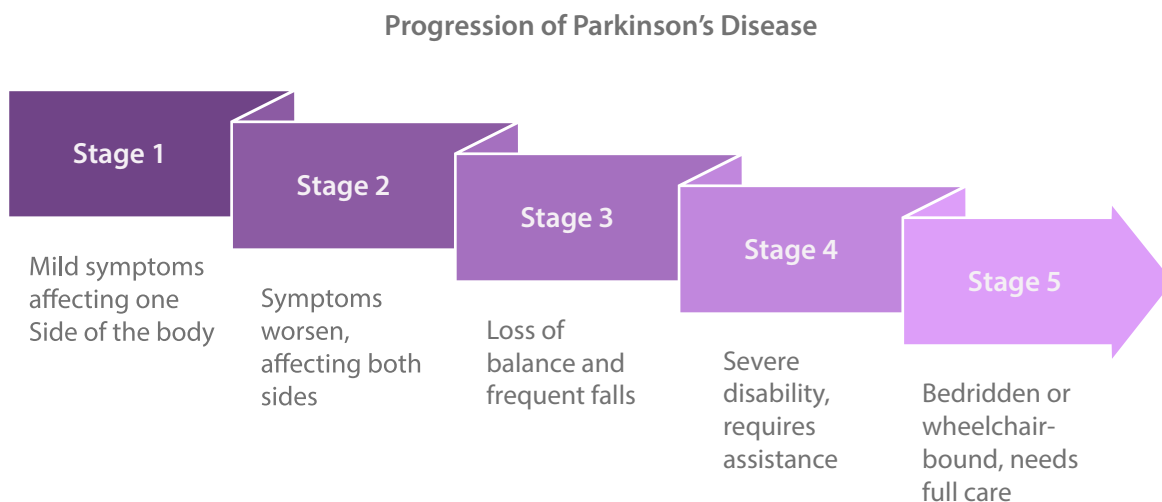 Progression of Parkinson’s Disease
Stage 1
Mild symptoms
affecting one
Side of the body
Stage 2
Symptoms
worsen,
affecting both
sides
Stage 3
Loss of
balance and
frequent falls
Stage 4
Severe
disability,
requires
assistance
Stage 5
Bedridden or
wheelchair-
bound, needs
full care